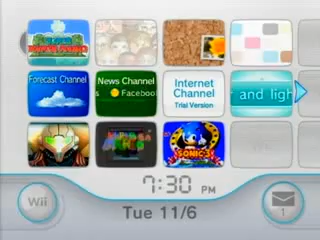 Forecast Channel
News Channel
s Facebook
Internet
Channel
Trial Version
r and ligh
SONIC 3
7:30 PM
Wii
Tue 11/6
1